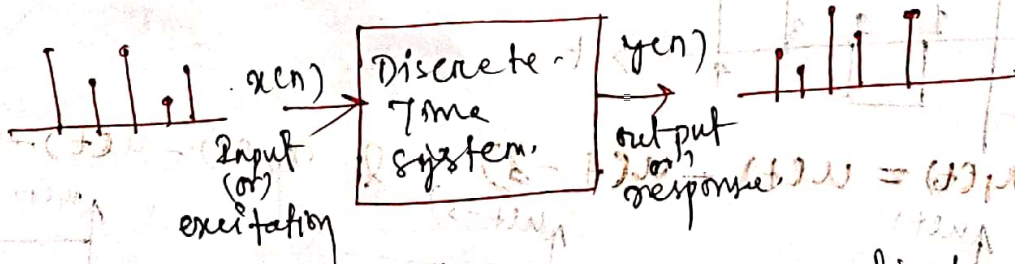 x(n)
Input
(or)
excitation
Discrete-
Time
system.
y(n)
output
(or)
response.